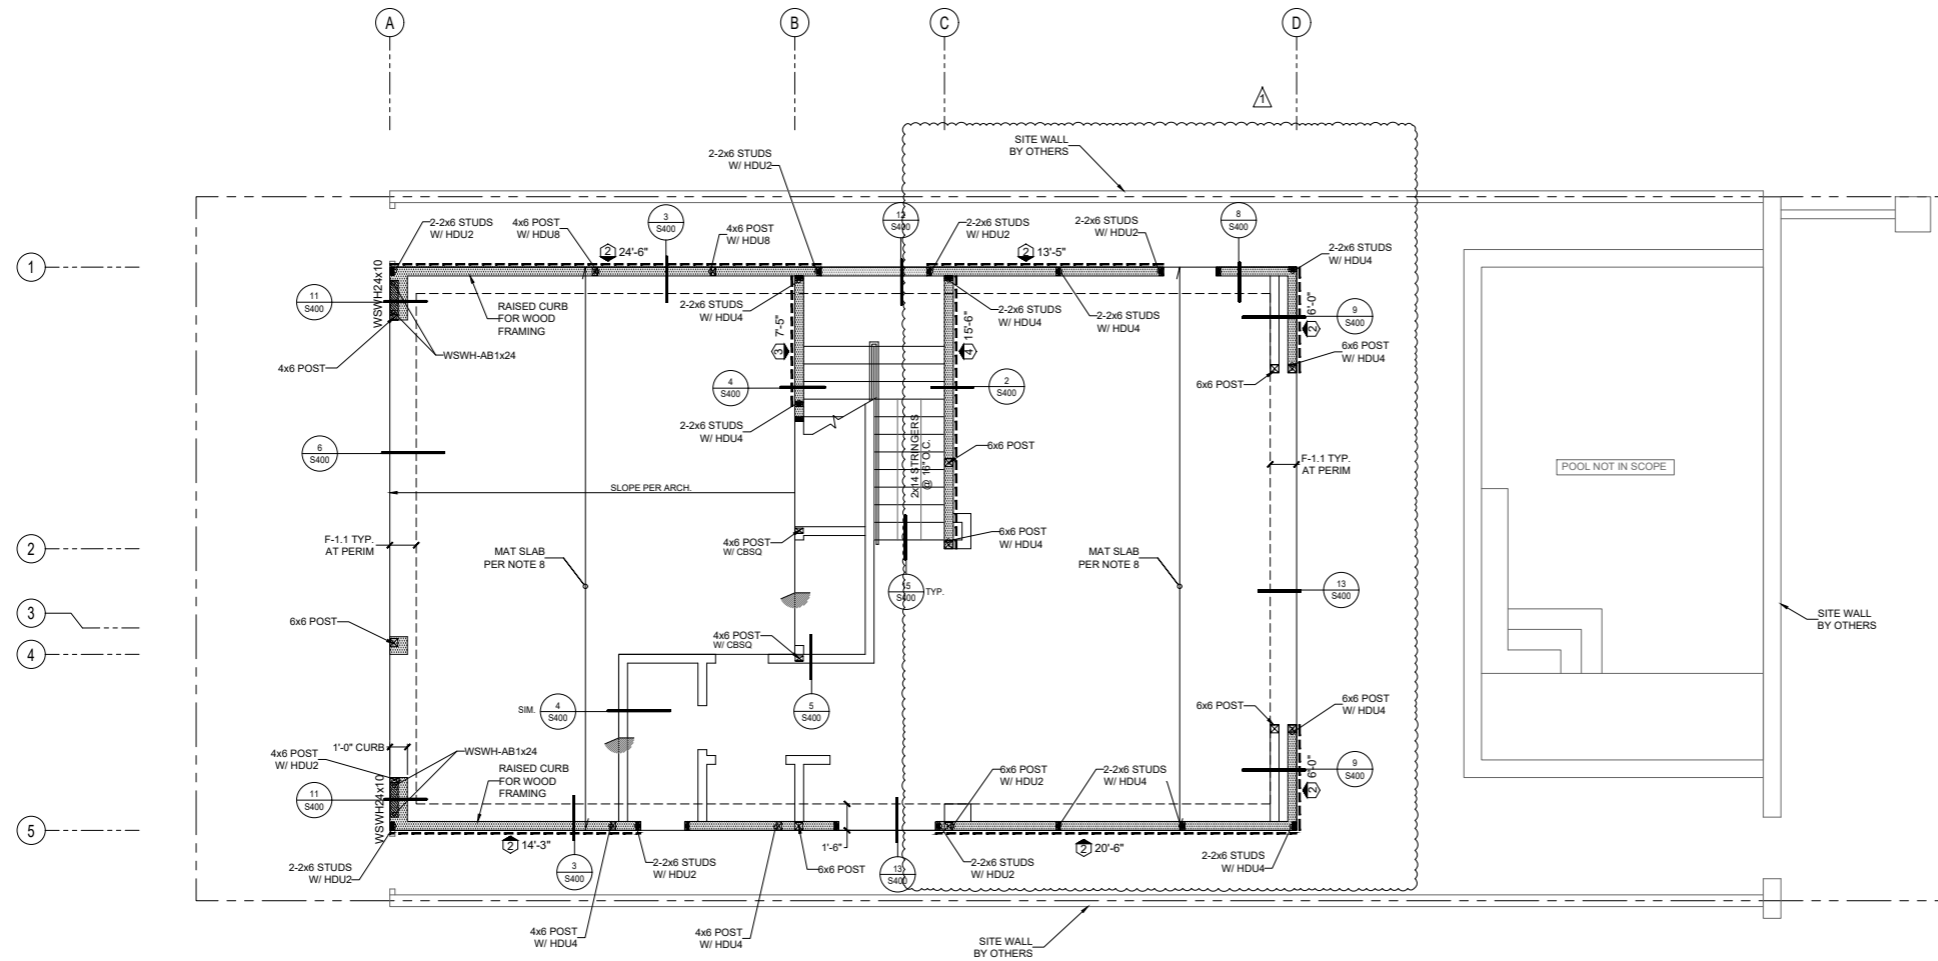 A
B
C
D
1
SITE WALL
BY OTHERS
2-2x6 STUDS
W/ HDU2
2-2x6 STUDS
W/ HDU2
4x6 POST
W/ HDU8
3
S400
4x6 POST
W/ HDU8
12
S400
2-2x6 STUDS
W/ HDU2
2-2x6 STUDS
W/ HDU2
8
S400
2-2x6 STUDS
W/ HDU4
2 24'-6"
2 13'-5"
1
WSWH24x10
11
S400
RAISED CURB
FOR WOOD
FRAMING
2-2x6 STUDS
W/ HDU4
3 7'-5"
2-2x6 STUDS
W/ HDU4
4 15'-6"
2-2x6 STUDS
W/ HDU4
2 6'-0"
9
S400
WSWH-AB1x24
4x6 POST
6x6 POST
W/ HDU4
6x6 POST
4
S400
2
S400
2-2x6 STUDS
W/ HDU4
6
S400
2x14 STRINGERS
@ 16" O.C.
6x6 POST
F-1.1 TYP.
AT PERIM
POOL NOT IN SCOPE
SLOPE PER ARCH.
2
F-1.1 TYP.
AT PERIM
MAT SLAB
PER NOTE 8
4x6 POST
W/ CBSQ
6x6 POST
W/ HDU4
MAT SLAB
PER NOTE 8
15
S400
TYP.
13
S400
3
6x6 POST
SITE WALL
BY OTHERS
4
4x6 POST
W/ CBSQ
SIM.
4
S400
5
S400
6x6 POST
6x6 POST
W/ HDU4
1'-0" CURB
4x6 POST
W/ HDU2
WSWH-AB1x24
RAISED CURB
FOR WOOD
FRAMING
11
S400
WSWH24x10
6x6 POST
W/ HDU2
2-2x6 STUDS
W/ HDU4
9
S400
2 6'-0"
5
2 14'-3"
1'-6"
2 20'-6"
2-2x6 STUDS
W/ HDU2
3
S400
2-2x6 STUDS
W/ HDU2
6x6 POST
13
S400
2-2x6 STUDS
W/ HDU2
2-2x6 STUDS
W/ HDU4
4x6 POST
W/ HDU4
4x6 POST
W/ HDU4
SITE WALL
BY OTHERS